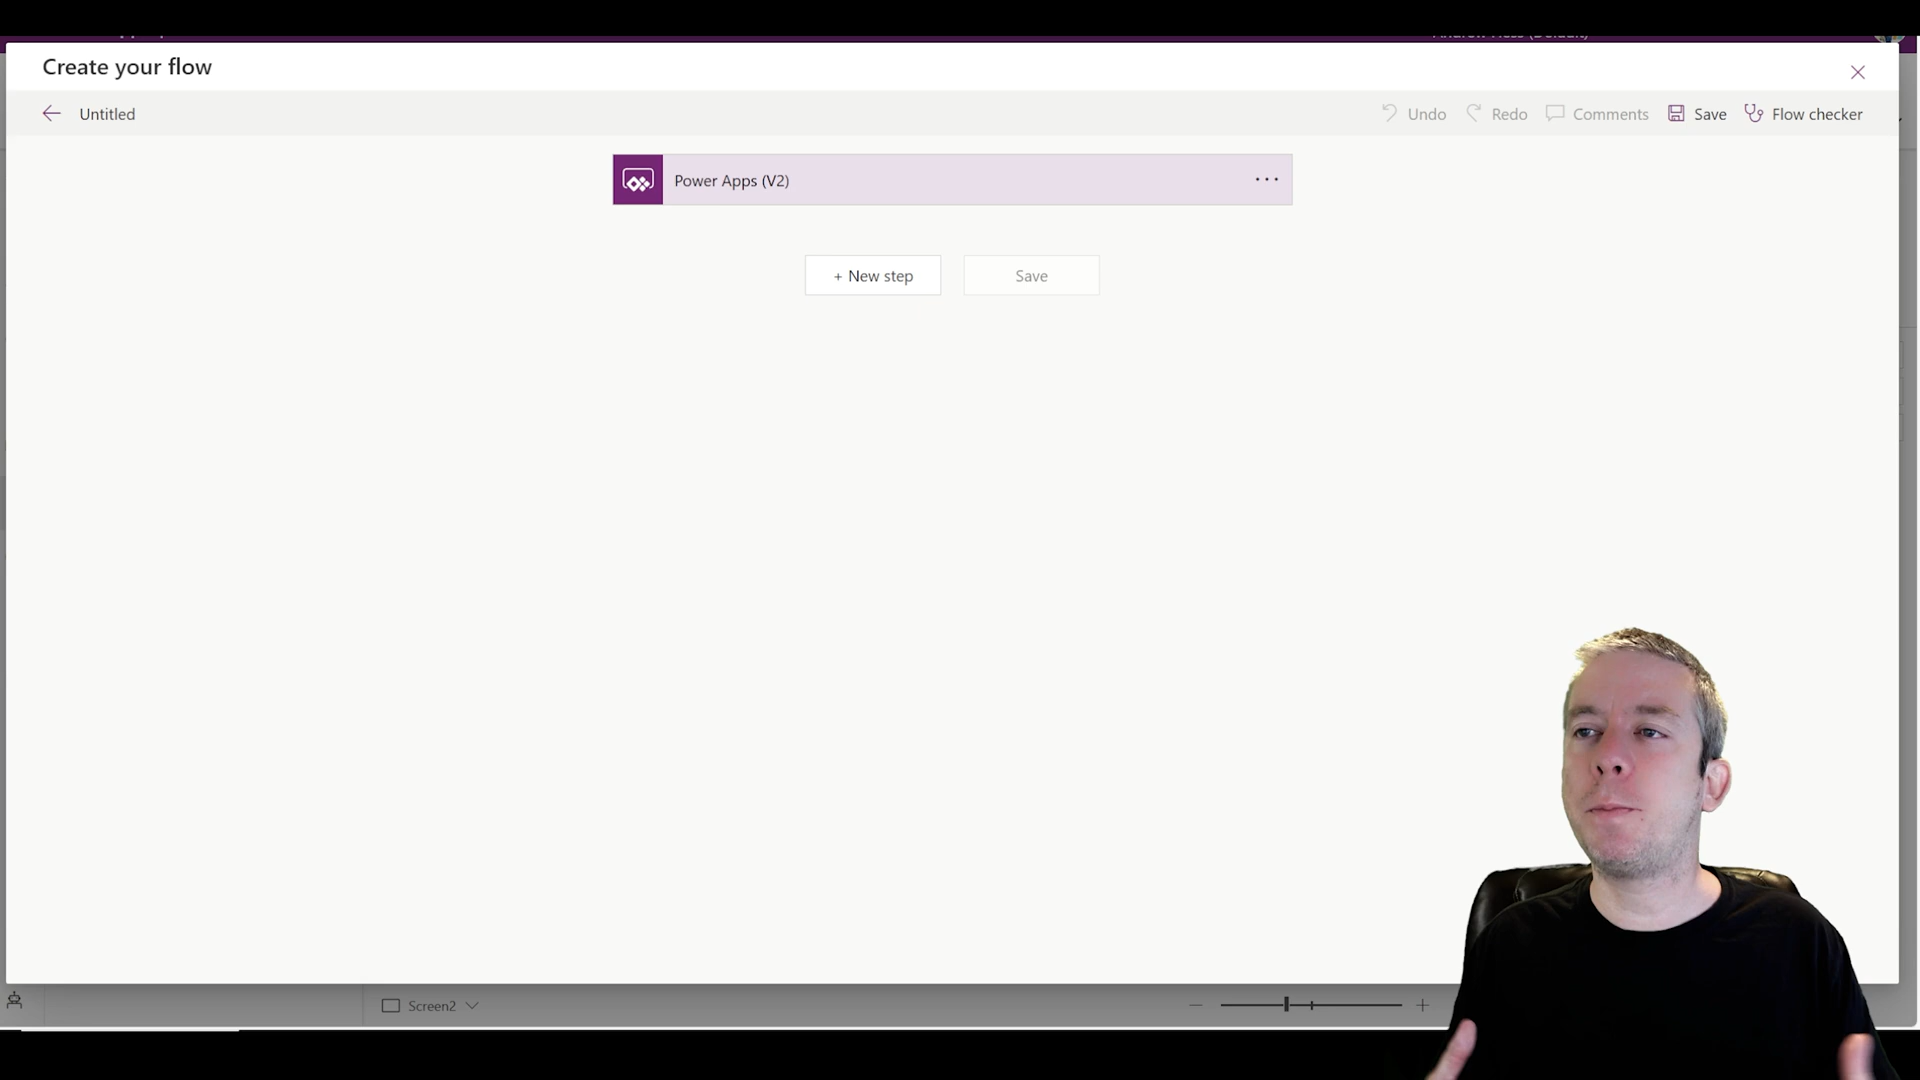 Create your flow
Untitled
Undo Redo Comments Save Flow checker
Power Apps (V2)
+ New step Save
Screen2